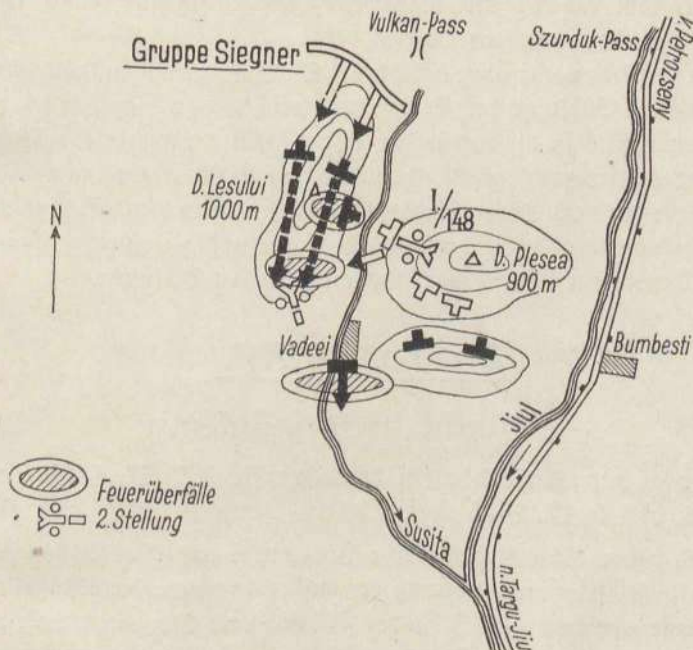 Vulkan-Pass
Szurduk-Pass
v. Petrozseny
Gruppe Siegner
D. Lesului
1000 m
N
I./148
D. Plesea
900 m
Vadeei
Bumbesti
Jiul
Feuerüberfälle
2. Stellung
Susita
n. Targu-Jiu